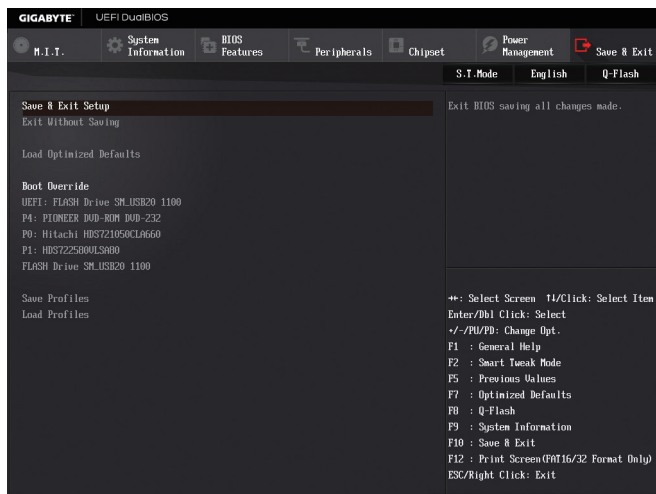 GIGABYTE™ UEFI DualBIOS
M.I.T.
System Information
BIOS Features
Peripherals
Chipset
Power Management
Save & Exit
S.T.Mode English Q-Flash
Save & Exit Setup
Exit Without Saving
Load Optimized Defaults
Boot Override
UEFI: FLASH Drive SM_USB20 1100
P4: PIONEER DVD-ROM DVD-232
P0: Hitachi HDS721050CLA660
P1: HDS722580VLSA80
FLASH Drive SM_USB20 1100
Save Profiles
Load Profiles
Exit BIOS saving all changes made.
→←: Select Screen ↑↓/Click: Select Item
Enter/Dbl Click: Select
+/-/PU/PD: Change Opt.
F1 : General Help
F2 : Smart Tweak Mode
F5 : Previous Values
F7 : Optimized Defaults
F8 : Q-Flash
F9 : System Information
F10 : Save & Exit
F12 : Print Screen(FAT16/32 Format Only)
ESC/Right Click: Exit